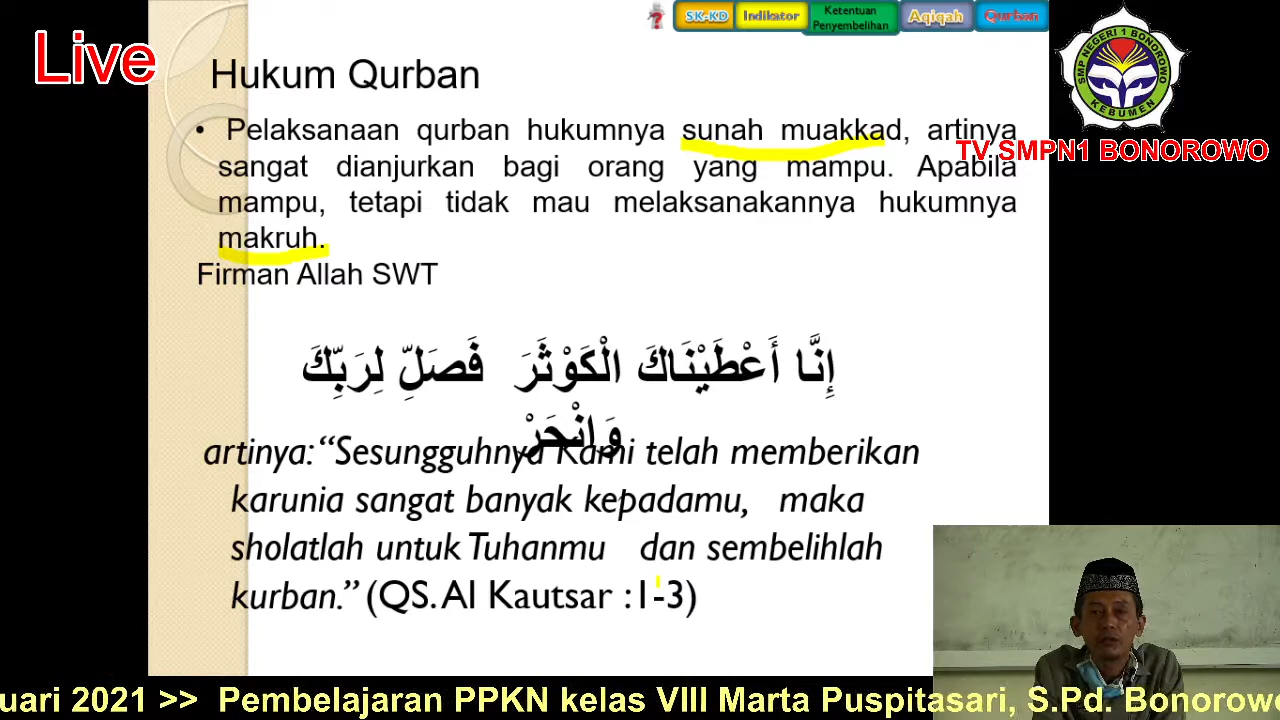 Live
? SK-KD Indikator Ketentuan Penyembelihan Aqiqah Qurban
SMP NEGERI 1 BONOROWO
KEBUMEN
TV SMPN1 BONOROWO
Hukum Qurban
• Pelaksanaan qurban hukumnya sunah muakkad, artinya
sangat dianjurkan bagi orang yang mampu. Apabila
mampu, tetapi tidak mau melaksanakannya hukumnya
makruh.
Firman Allah SWT
إِنَّا أَعْطَيْنَاكَ الْكَوْثَرَ فَصَلِّ لِرَبِّكَ
وَانْحَرْ
artinya: “Sesungguhnya Kami telah memberikan
karunia sangat banyak kepadamu, maka
sholatlah untuk Tuhanmu dan sembelihlah
kurban.” (QS. Al Kautsar :1-3)
uari 2021 >> Pembelajaran PPKN kelas VIII Marta Puspitasari, S.Pd. Bonorowo